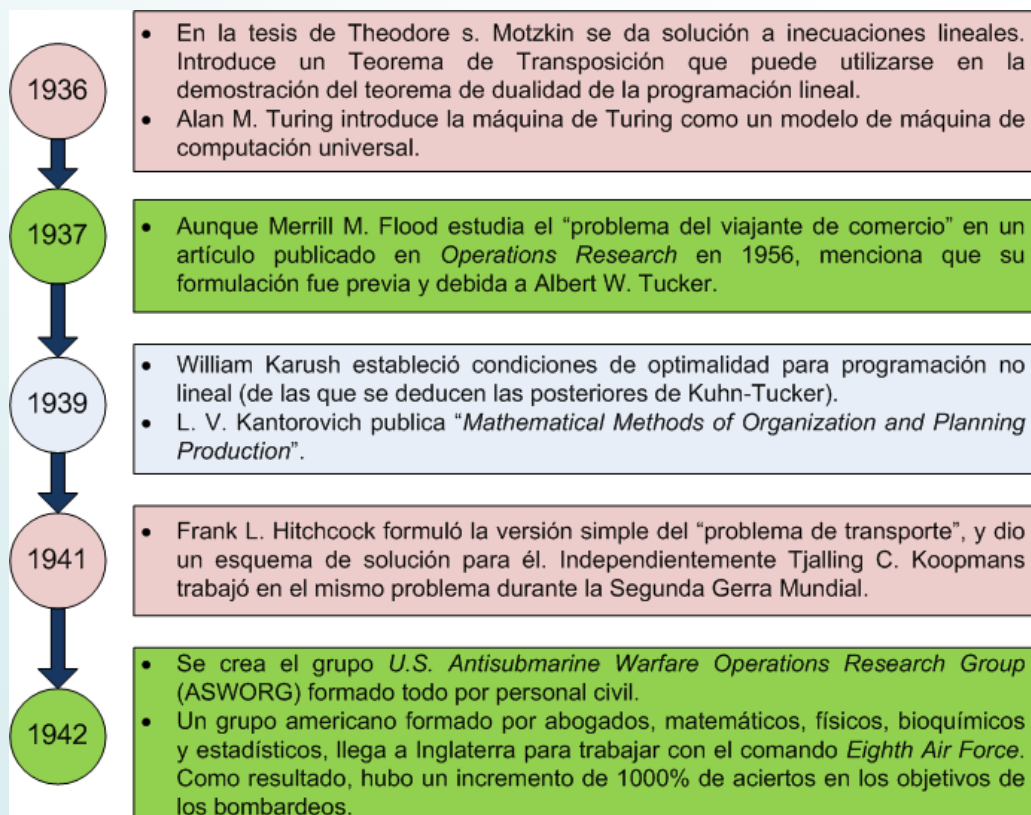 1936
• En la tesis de Theodore s. Motzkin se da solución a inecuaciones lineales.
Introduce un Teorema de Transposición que puede utilizarse en la
demostración del teorema de dualidad de la programación lineal.
• Alan M. Turing introduce la máquina de Turing como un modelo de máquina de
computación universal.
1937
• Aunque Merrill M. Flood estudia el “problema del viajante de comercio” en un
artículo publicado en Operations Research en 1956, menciona que su
formulación fue previa y debida a Albert W. Tucker.
1939
• William Karush estableció condiciones de optimalidad para programación no
lineal (de las que se deducen las posteriores de Kuhn-Tucker).
• L. V. Kantorovich publica “Mathematical Methods of Organization and Planning
Production”.
1941
• Frank L. Hitchcock formuló la versión simple del “problema de transporte”, y dio
un esquema de solución para él. Independientemente Tjalling C. Koopmans
trabajó en el mismo problema durante la Segunda Gerra Mundial.
1942
• Se crea el grupo U.S. Antisubmarine Warfare Operations Research Group
(ASWORG) formado todo por personal civil.
• Un grupo americano formado por abogados, matemáticos, físicos, bioquímicos
y estadísticos, llega a Inglaterra para trabajar con el comando Eighth Air Force.
Como resultado, hubo un incremento de 1000% de aciertos en los objetivos de
los bombardeos.